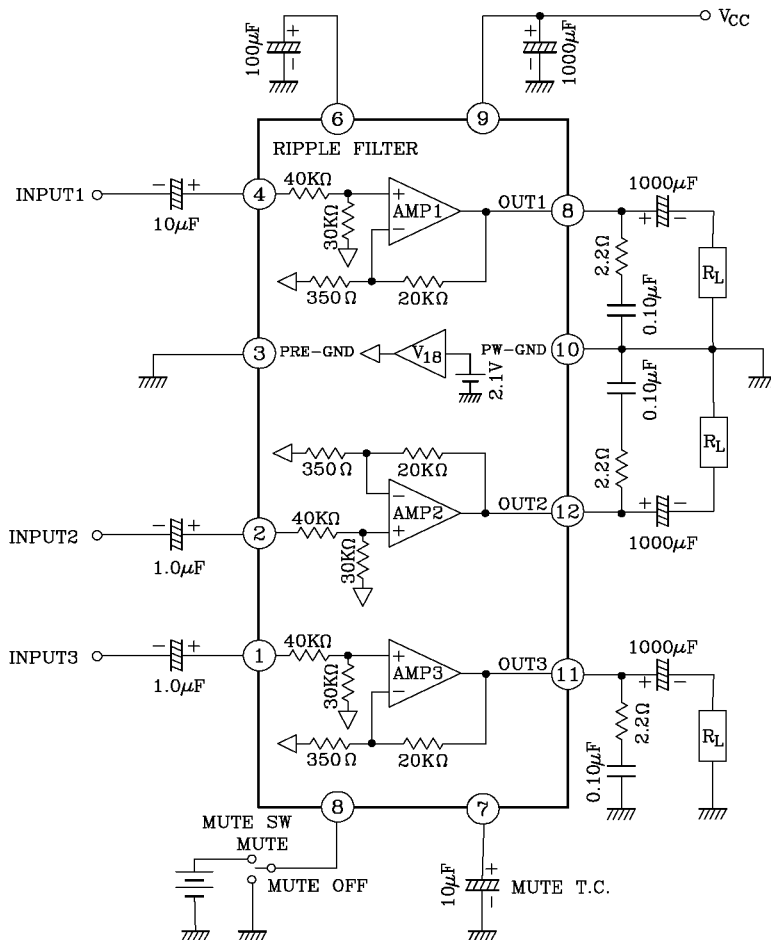 100µF
+
−
1000µF
+
−
VCC
6
9
RIPPLE FILTER
INPUT1
− +
10µF
4
40KΩ
30KΩ
+
AMP1
−
OUT1
8
1000µF
+ −
350Ω
20KΩ
2.2Ω
0.10µF
RL
3
PRE-GND
V18
2.1V
PW-GND
10
0.10µF
2.2Ω
RL
350Ω
20KΩ
−
AMP2
+
OUT2
12
+ −
1000µF
INPUT2
− +
1.0µF
2
40KΩ
30KΩ
INPUT3
− +
1.0µF
1
40KΩ
30KΩ
+
AMP3
−
OUT3
11
1000µF
+ −
350Ω
20KΩ
2.2Ω
0.10µF
RL
8
7
MUTE SW
MUTE
MUTE OFF
10µF
+
−
MUTE T.C.